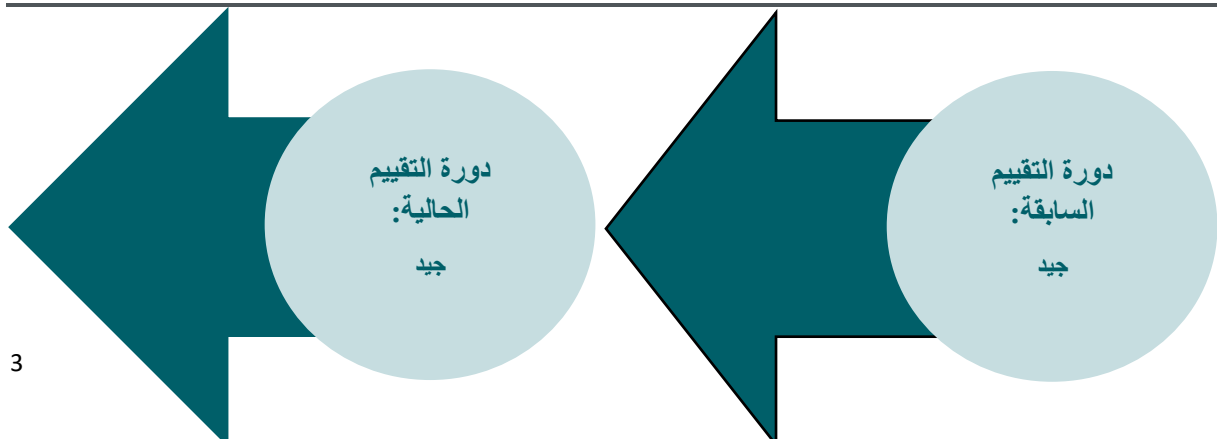 دورة التقييم
السابقة:
جيد
دورة التقييم
الحالية:
جيد
3